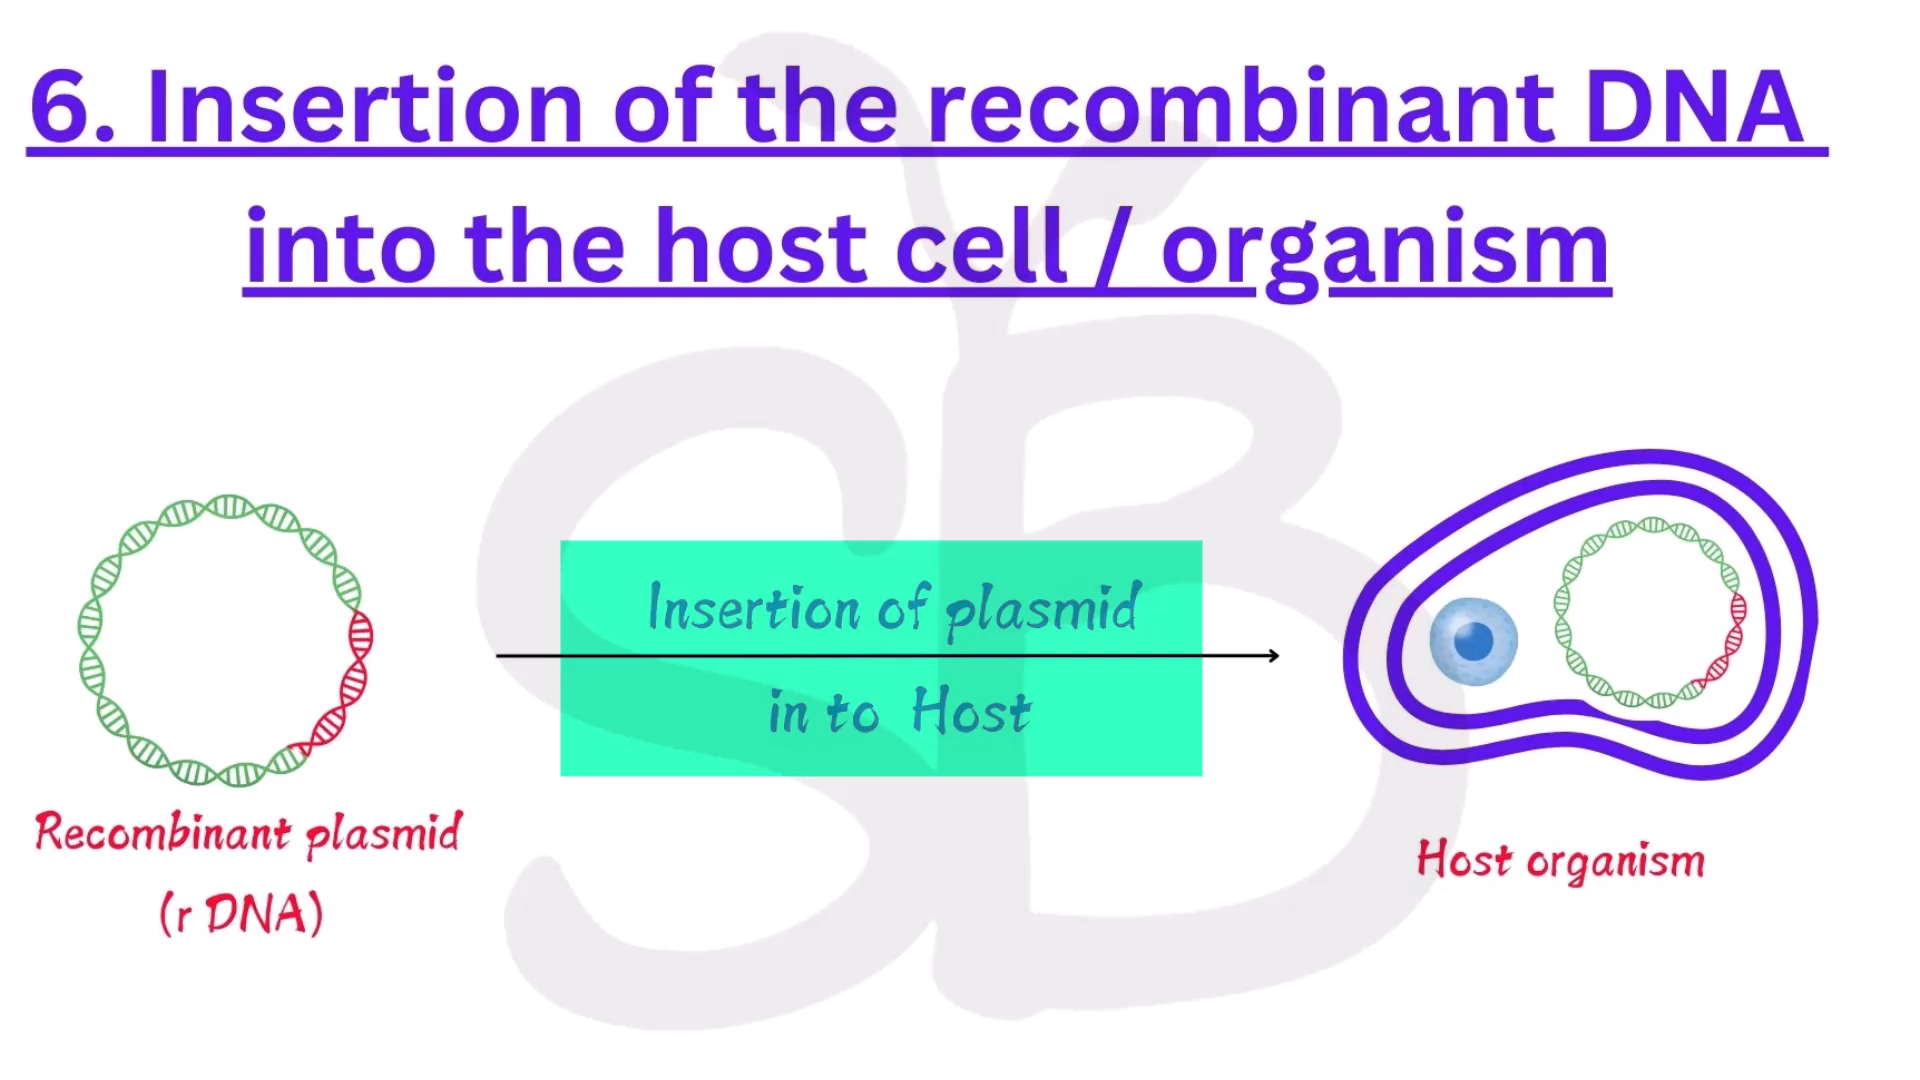 6. Insertion of the recombinant DNA
into the host cell / organism
Insertion of plasmid
in to Host
Recombinant plasmid
(r DNA)
Host organism
SB